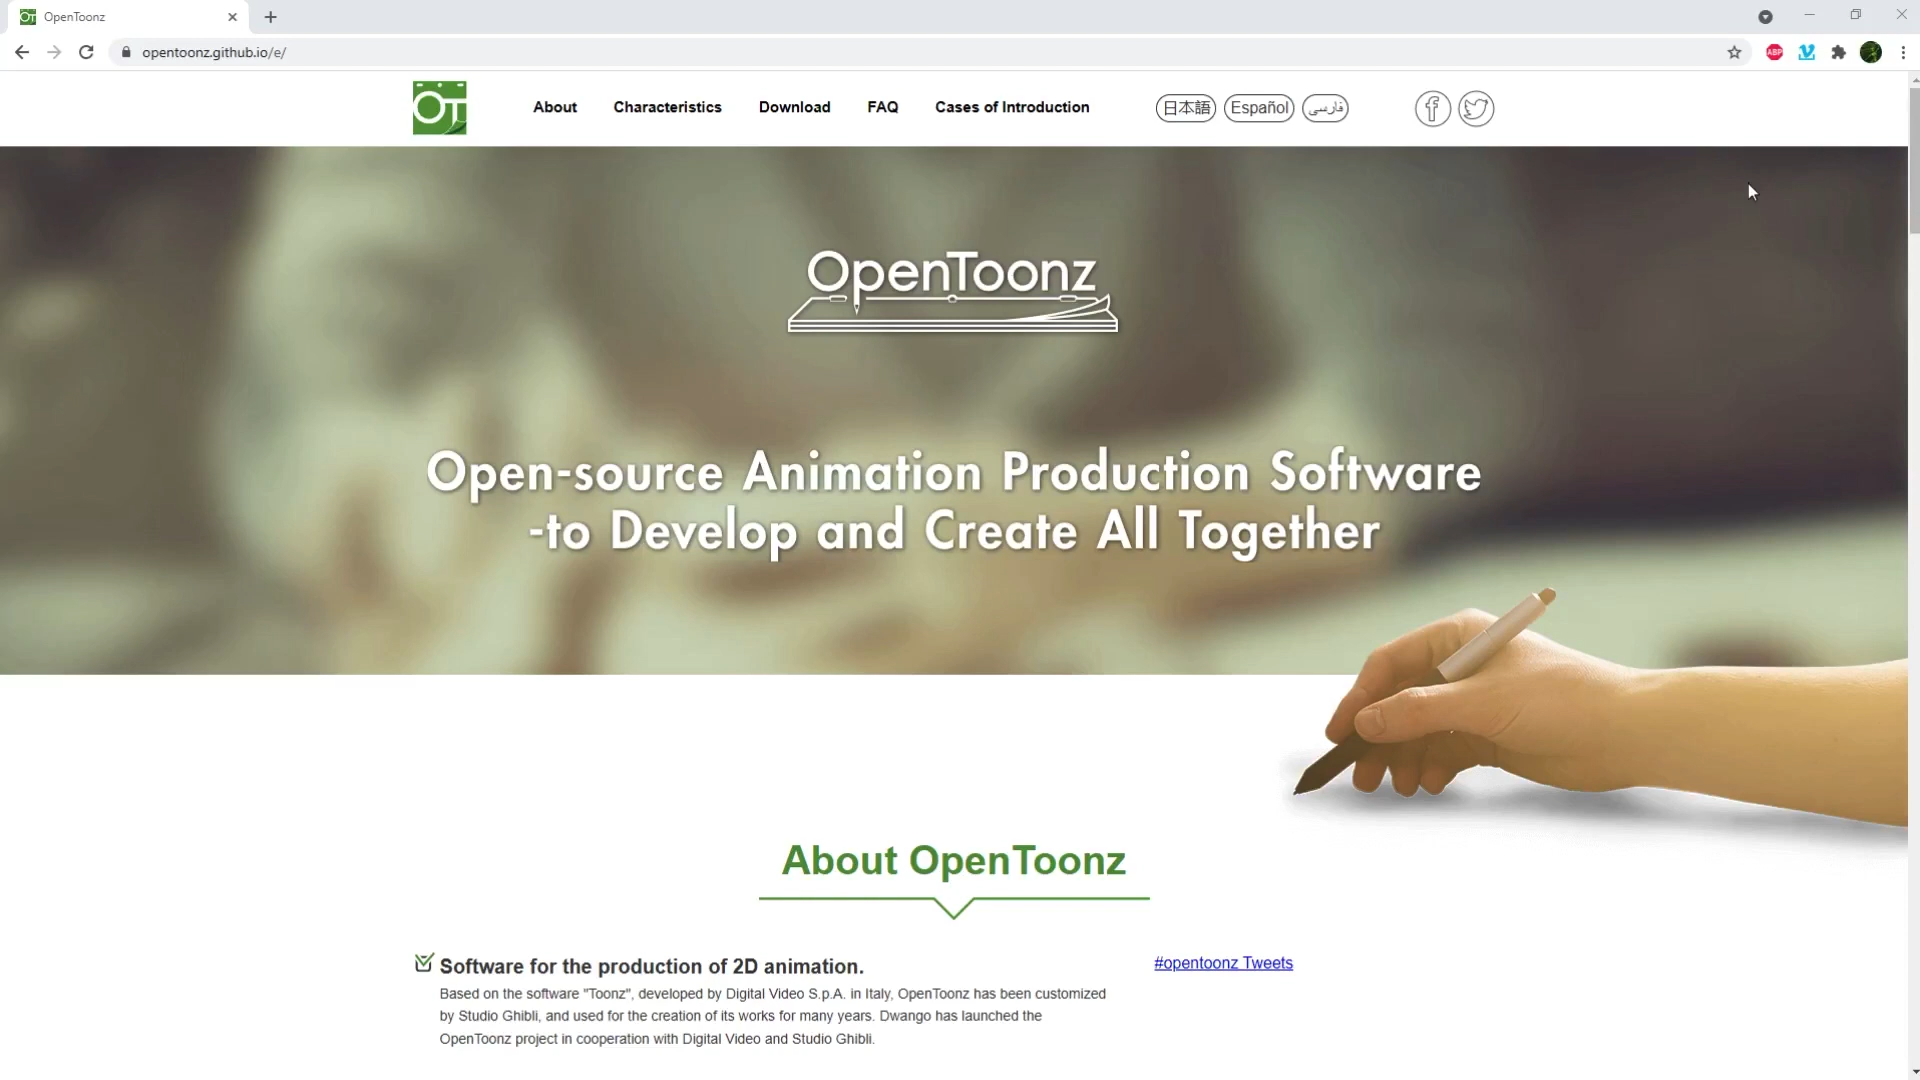 OpenToonz
opentoonz.github.io/e/
ABP
OT
About
Characteristics
Download
FAQ
Cases of Introduction
日本語
Español
فارسی
OpenToonz
Open-source Animation Production Software
-to Develop and Create All Together
About OpenToonz
Software for the production of 2D animation.
Based on the software "Toonz", developed by Digital Video S.p.A. in Italy, OpenToonz has been customized
by Studio Ghibli, and used for the creation of its works for many years. Dwango has launched the
OpenToonz project in cooperation with Digital Video and Studio Ghibli.
#opentoonz Tweets